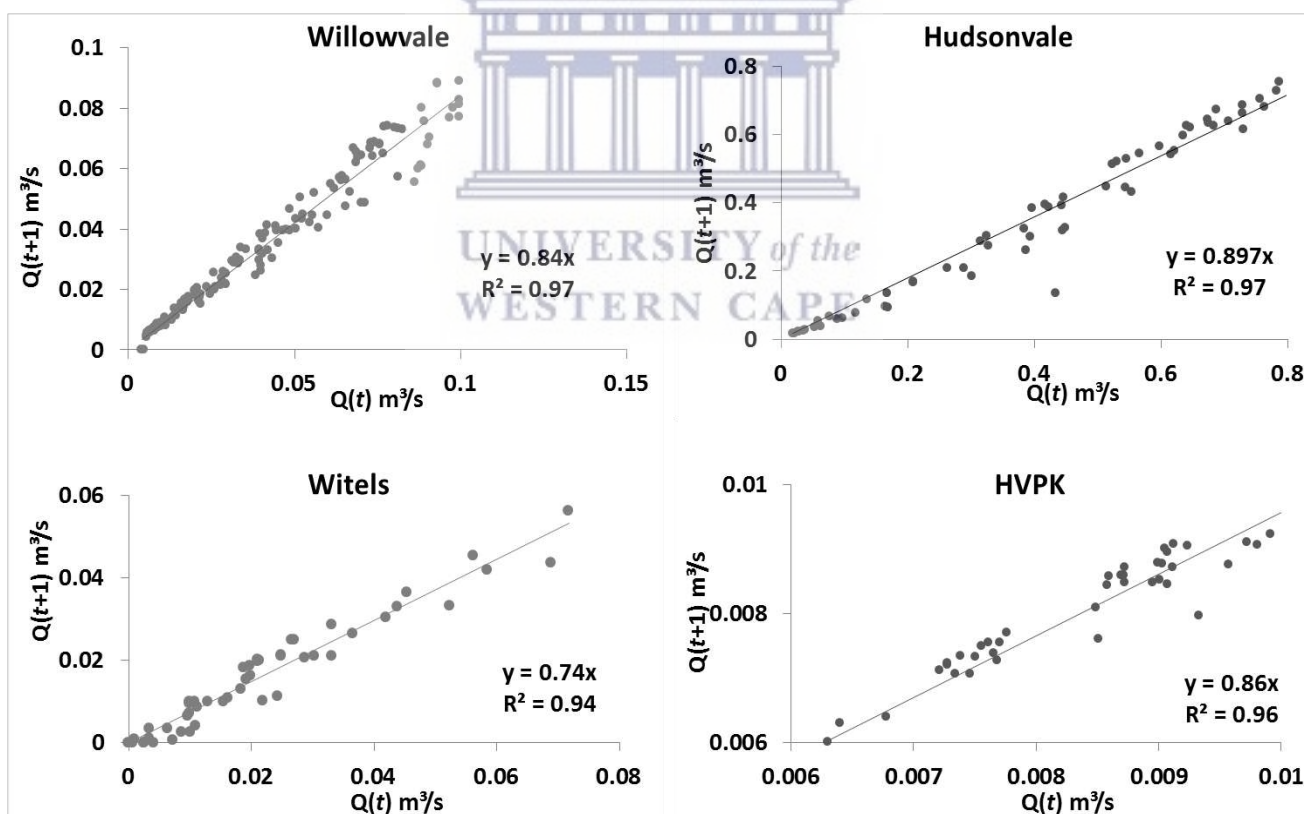 Willowvale
Q(t+1) m³/s
0.1
0.08
0.06
0.04
0.02
0
0
0.05
0.1
0.15
Q(t) m³/s
y = 0.84x
R² = 0.97
Hudsonvale
Q(t+1) m³/s
0.8
0.6
0.4
0.2
0
0
0.2
0.4
0.6
0.8
Q(t) m³/s
y = 0.897x
R² = 0.97
UNIVERSITY of the
WESTERN CAPE
Witels
Q(t+1) m³/s
0.06
0.04
0.02
0
0
0.02
0.04
0.06
0.08
Q(t) m³/s
y = 0.74x
R² = 0.94
HVPK
Q(t+1) m³/s
0.01
0.008
0.006
0.006
0.007
0.008
0.009
0.01
Q(t) m³/s
y = 0.86x
R² = 0.96